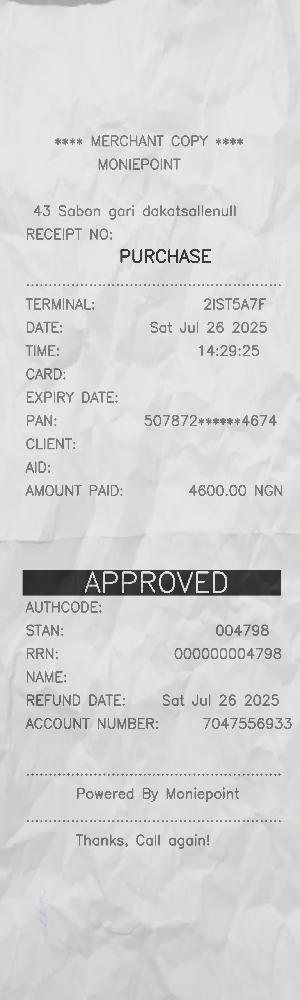 **** MERCHANT COPY ****
MONIEPOINT
43 Sabon gari dakatsallenull
RECEIPT NO:
PURCHASE
TERMINAL: 2IST5A7F
DATE: Sat Jul 26 2025
TIME: 14:29:25
CARD:
EXPIRY DATE:
PAN: 507872******4674
CLIENT:
AID:
AMOUNT PAID: 4600.00 NGN
APPROVED
AUTHCODE:
STAN: 004798
RRN: 000000004798
NAME:
REFUND DATE: Sat Jul 26 2025
ACCOUNT NUMBER: 7047556933
Powered By Moniepoint
Thanks, Call again!